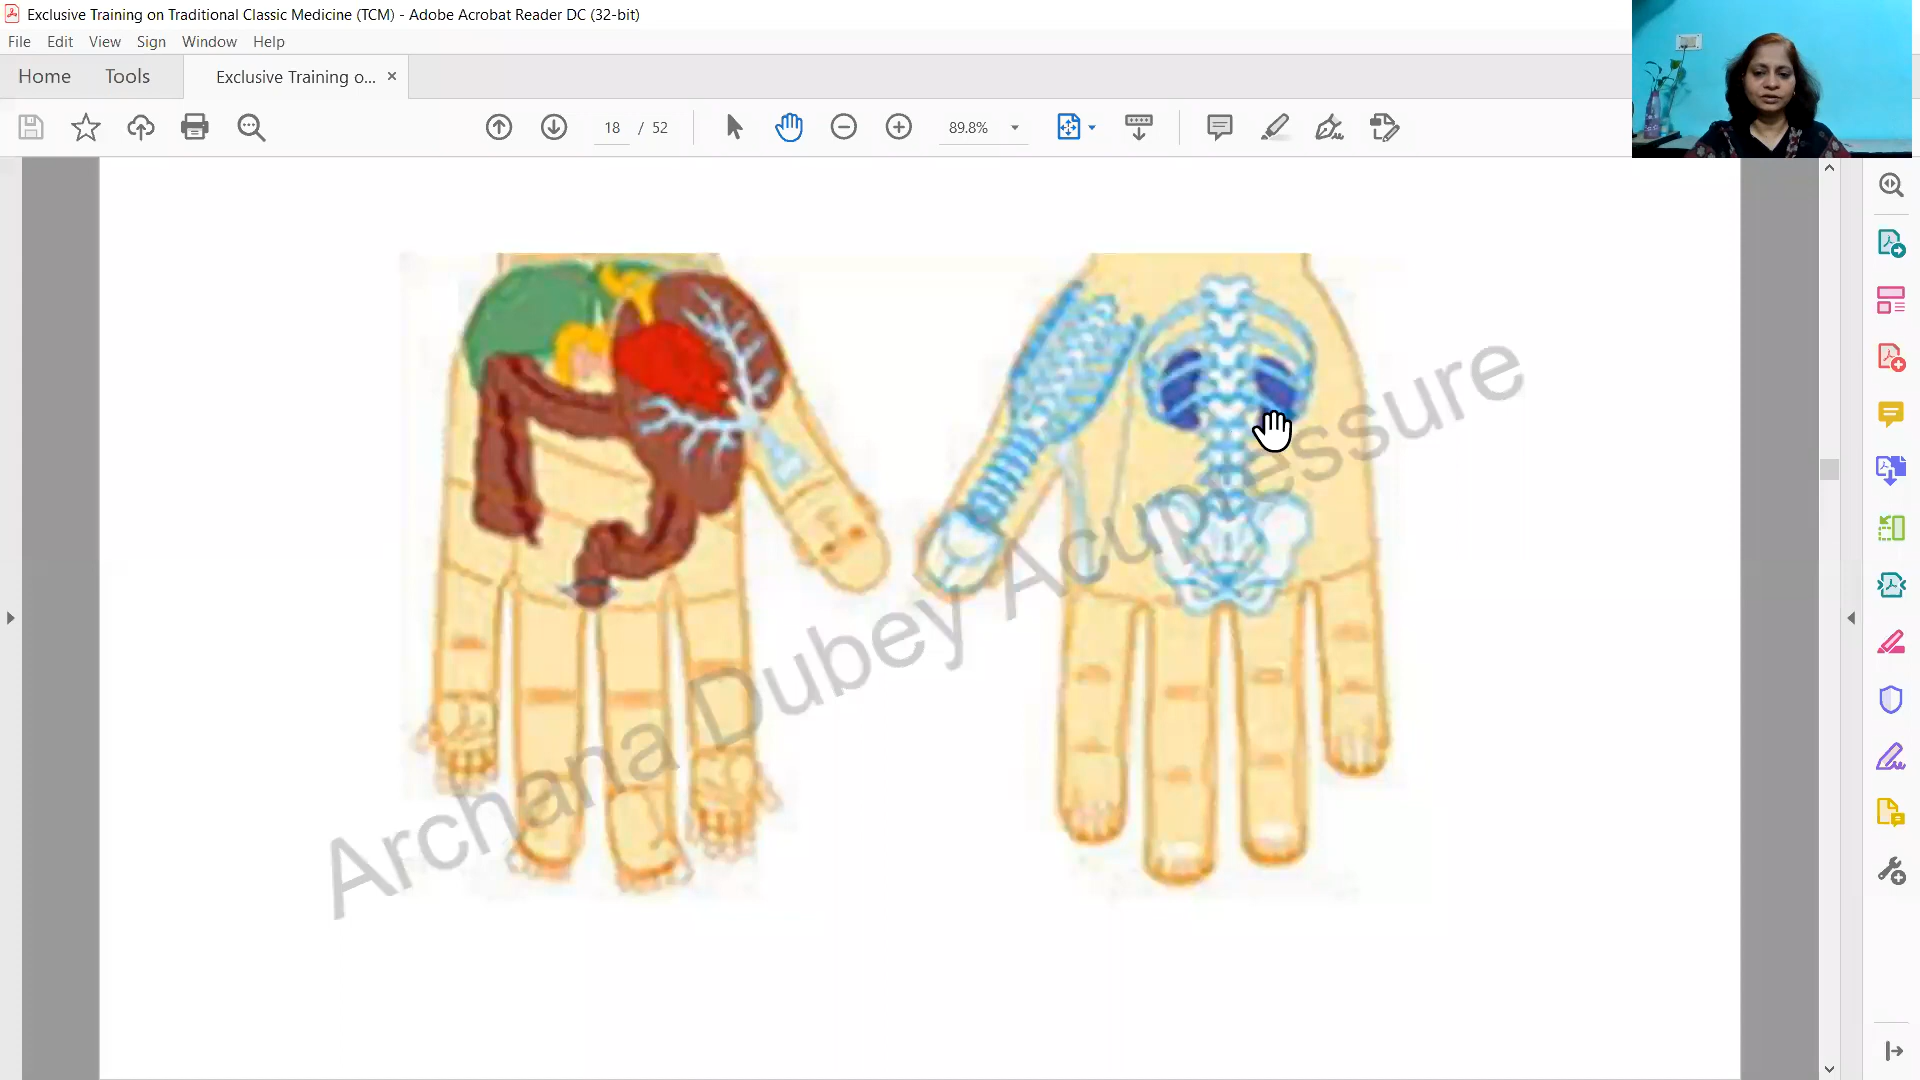 Exclusive Training on Traditional Classic Medicine (TCM) - Adobe Acrobat Reader DC (32-bit)
File Edit View Sign Window Help
Home Tools Exclusive Training o... ×
18 / 52 89.8%
Archana Dubey Acupressure